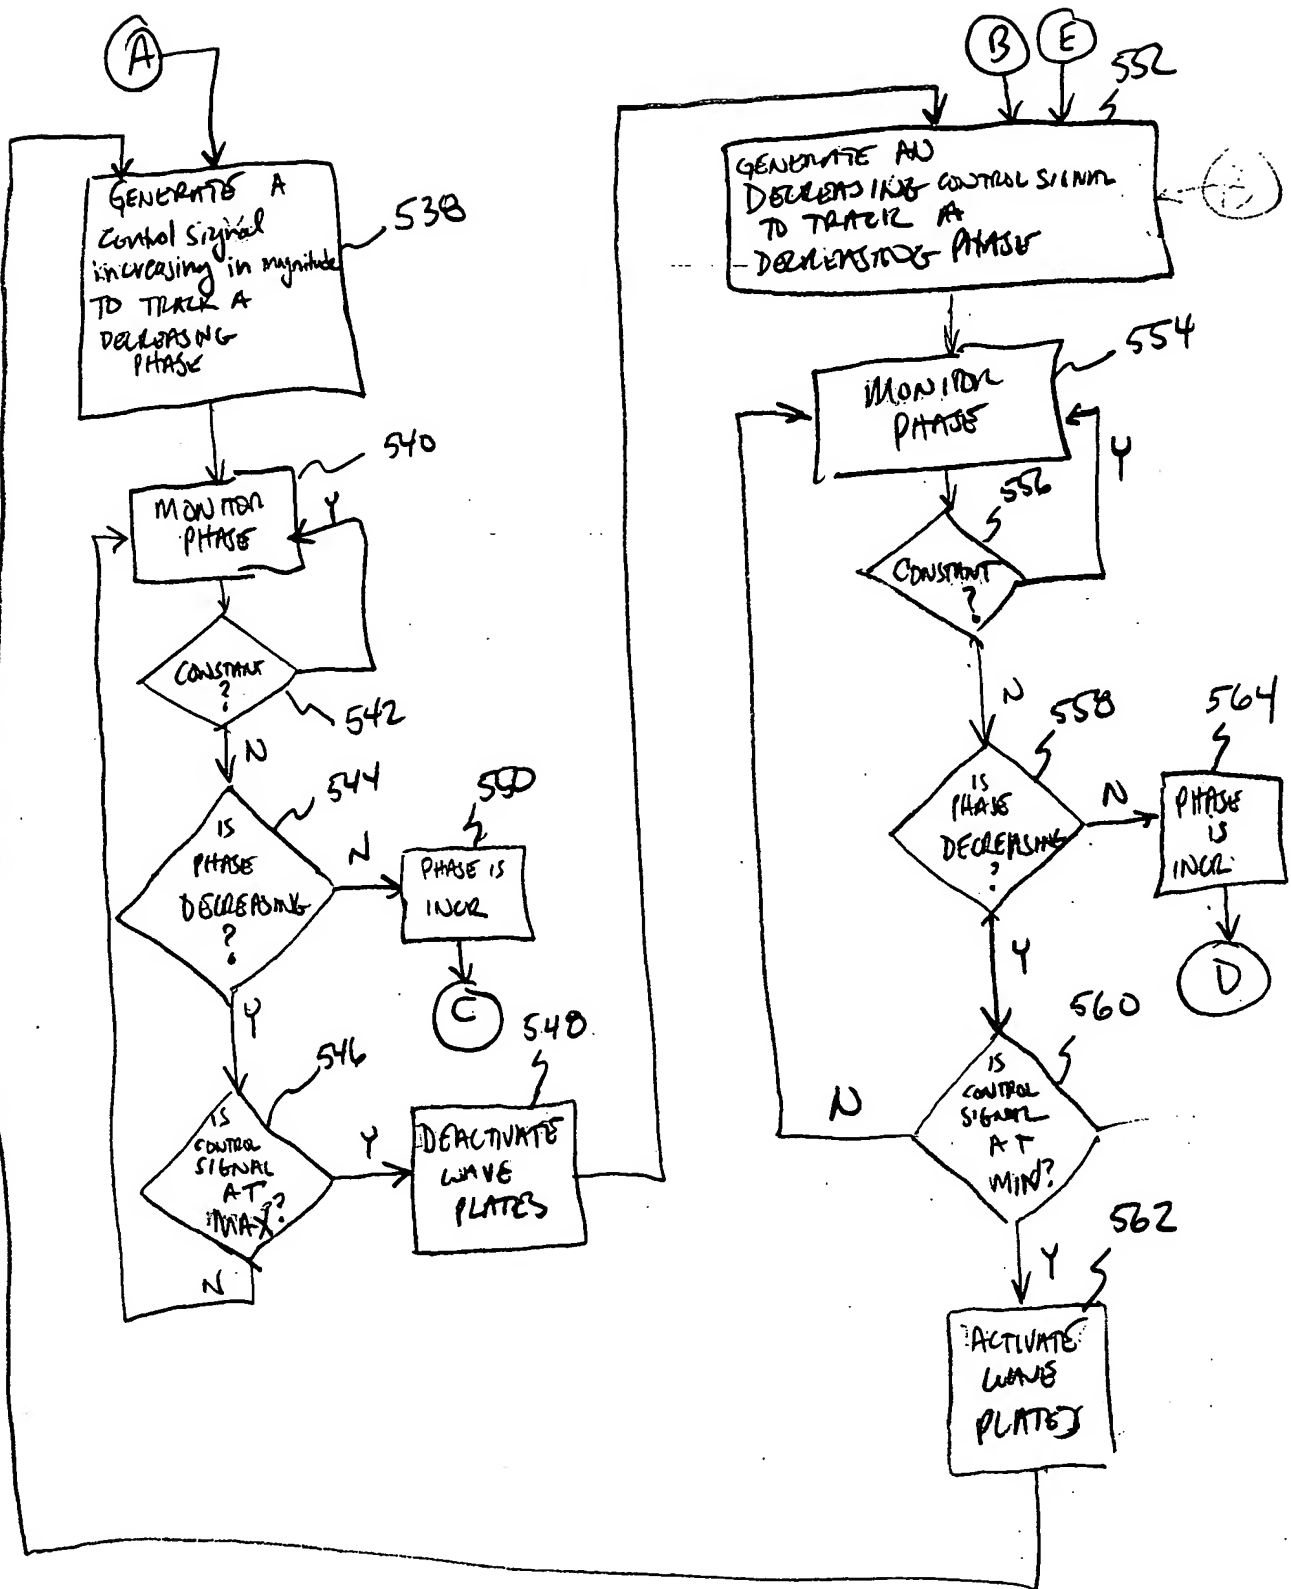 A
GENERATE A
Control signal
increasing in magnitude
TO TRACK A
DECREASING
PHASE
538
MONITOR
PHASE
540
Y
CONSTANT
?
542
N
IS
PHASE
DECREASING
?
544
N
PHASE IS
INCR
550
C
Y
IS
CONTROL
SIGNAL
AT
MAX?
546
Y
N
DEACTIVATE
WAVE
PLATES
548
B
E
552
GENERATE AN
DECREASING CONTROL SIGNAL
TO TRACK A
DECREASING PHASE
MONITOR
PHASE
554
Y
CONSTANT
?
556
N
IS
PHASE
DECREASING
?
558
N
PHASE
IS
INCR.
564
D
Y
IS
CONTROL
SIGNAL
AT
MIN?
560
N
Y
ACTIVATE
WAVE
PLATES
562